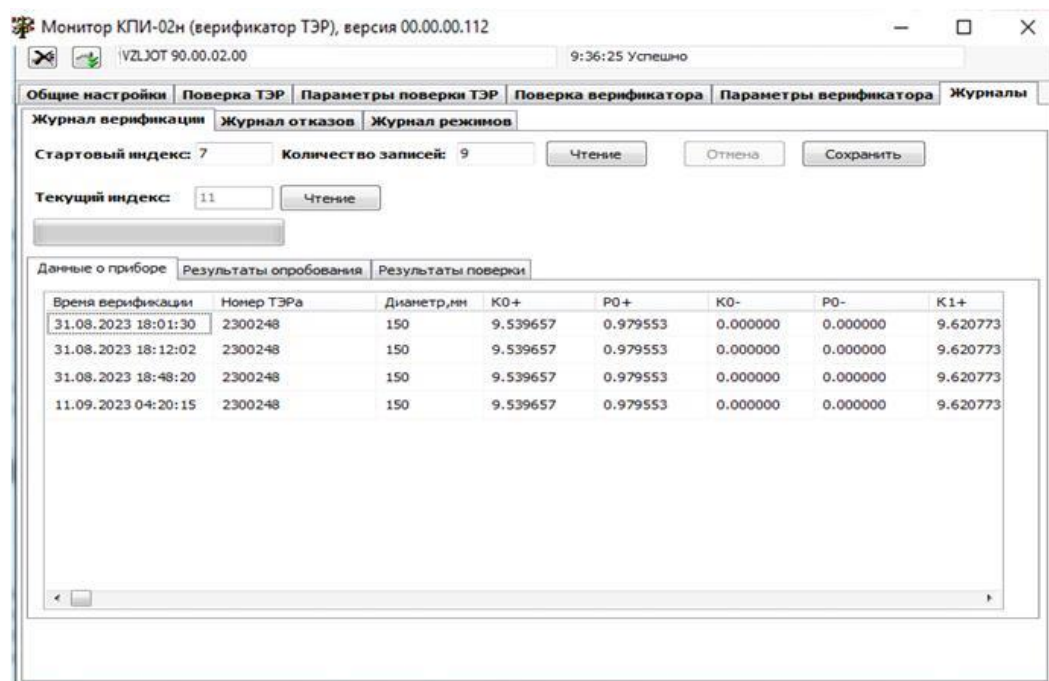 Монитор КПИ-02н (верификатор ТЭР), версия 00.00.00.112
VZLJOT 90.00.02.00 9:36:25 Успешно
Общие настройки Поверка ТЭР Параметры поверки ТЭР Поверка верификатора Параметры верификатора Журналы
Журнал верификации Журнал отказов Журнал режимов
Стартовый индекс: 7 Количество записей: 9 Чтение Отмена Сохранить
Текущий индекс: 11 Чтение
Данные о приборе Результаты опробования Результаты поверки
Время верификации Номер ТЭРа Диаметр,мм K0+ P0+ K0- P0- K1+
31.08.2023 18:01:30 2300248 150 9.539657 0.979553 0.000000 0.000000 9.620773
31.08.2023 18:12:02 2300248 150 9.539657 0.979553 0.000000 0.000000 9.620773
31.08.2023 18:48:20 2300248 150 9.539657 0.979553 0.000000 0.000000 9.620773
11.09.2023 04:20:15 2300248 150 9.539657 0.979553 0.000000 0.000000 9.620773